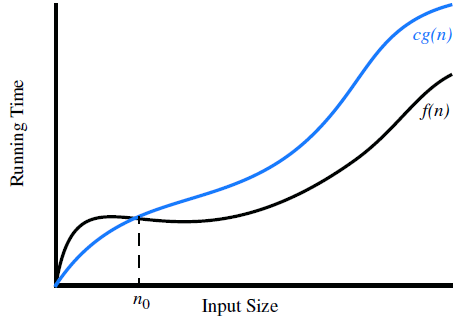 cg(n)
f(n)
Running Time
n0
Input Size